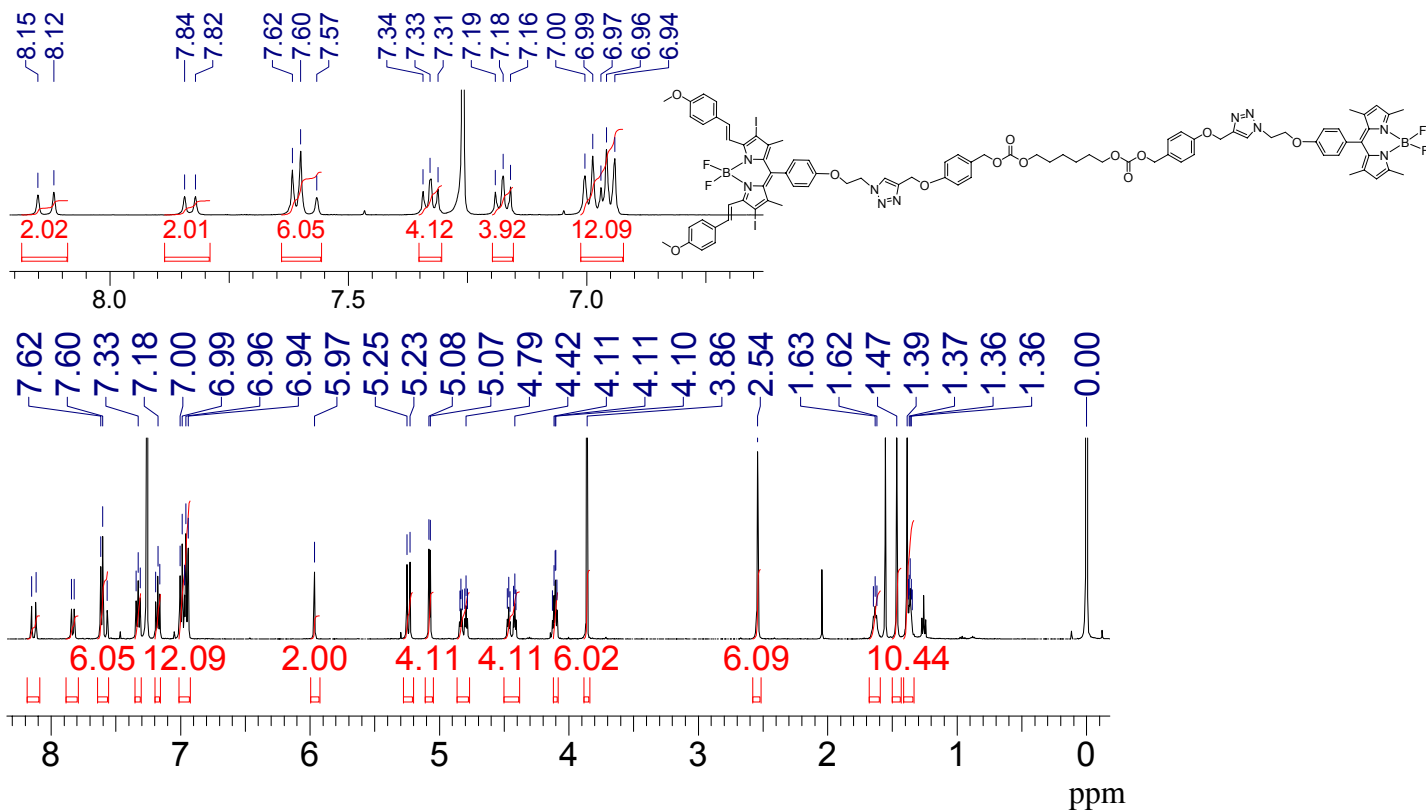 8.15 8.12 7.84 7.82 7.62 7.60 7.57 7.34 7.33 7.31 7.19 7.18 7.16 7.00 6.99 6.97 6.96 6.94
O I N B F F N I O O N N N O O O O O O O O N N N O N B F F N
2.02 2.01 6.05 4.12 3.92 12.09
8.0 7.5 7.0
7.62 7.60 7.33 7.18 7.00 6.99 6.96 6.94 5.97 5.25 5.23 5.08 5.07 4.79 4.42 4.11 4.11 4.10 3.86 2.54 1.63 1.62 1.47 1.39 1.37 1.36 1.36 0.00
6.05 12.09 2.00 4.11 4.11 6.02 6.09 10.44
8 7 6 5 4 3 2 1 0
ppm